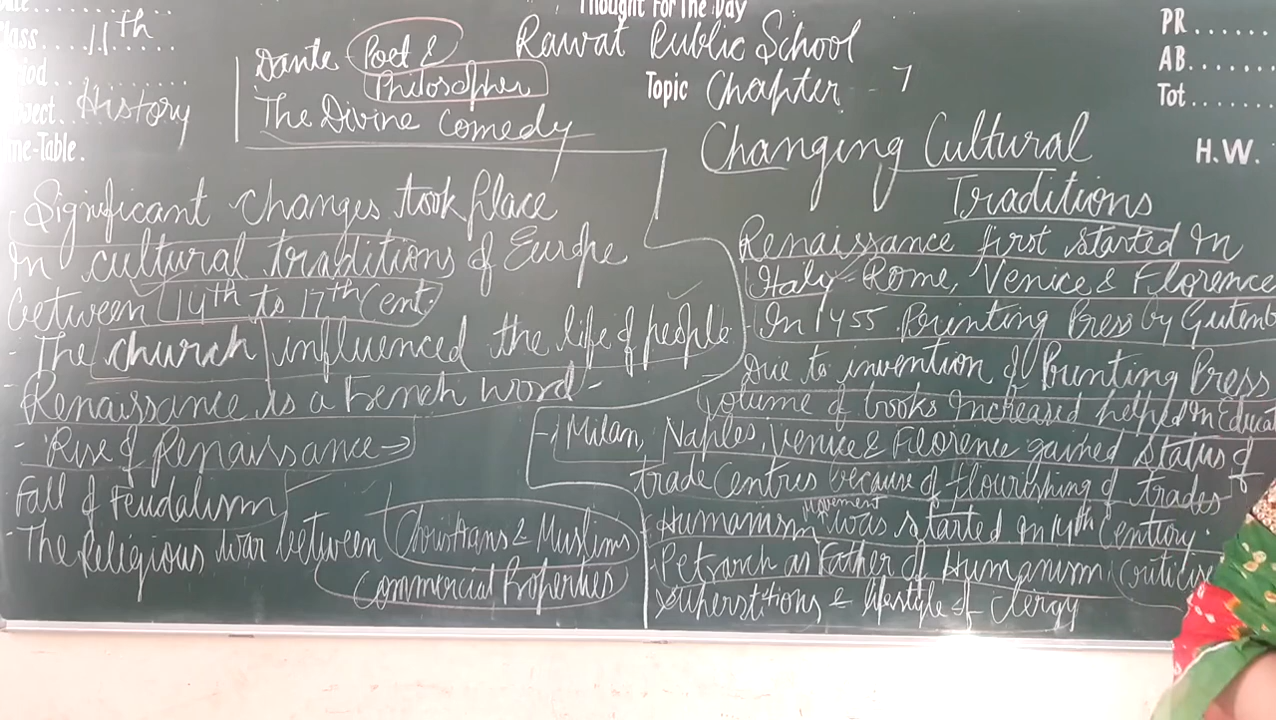 Thought For The Day
Class....11th
Rawat Public School
Subject. History
Topic Chapter - 7
Changing Cultural
Traditions
PR......
AB.......
Tot.......
H.W.
Dante - Poet &
Philosopher
The Divine Comedy
Significant changes took place
In cultural traditions of Europe
between 14th to 17th Cent.
- The church influenced the life of people
- Renaissance is a French word -
- Rise of Renaissance →
Fall of Feudalism
- The Religious war between Christians & Muslims
Commercial Properties
Renaissance first started In
Italy - Rome, Venice & Florence
- In 1455 Printing Press by Gutenb
Due to invention of Printing Press
volume of books Increased helped In Educat
- Milan, Naples, Venice & Florence gained Status of
trade Centres because of flourishing of trades
- Humanism movement was started In 14th Century.
Petrarch as Father of Humanism criticise
superstitions & lifestyle of clergy